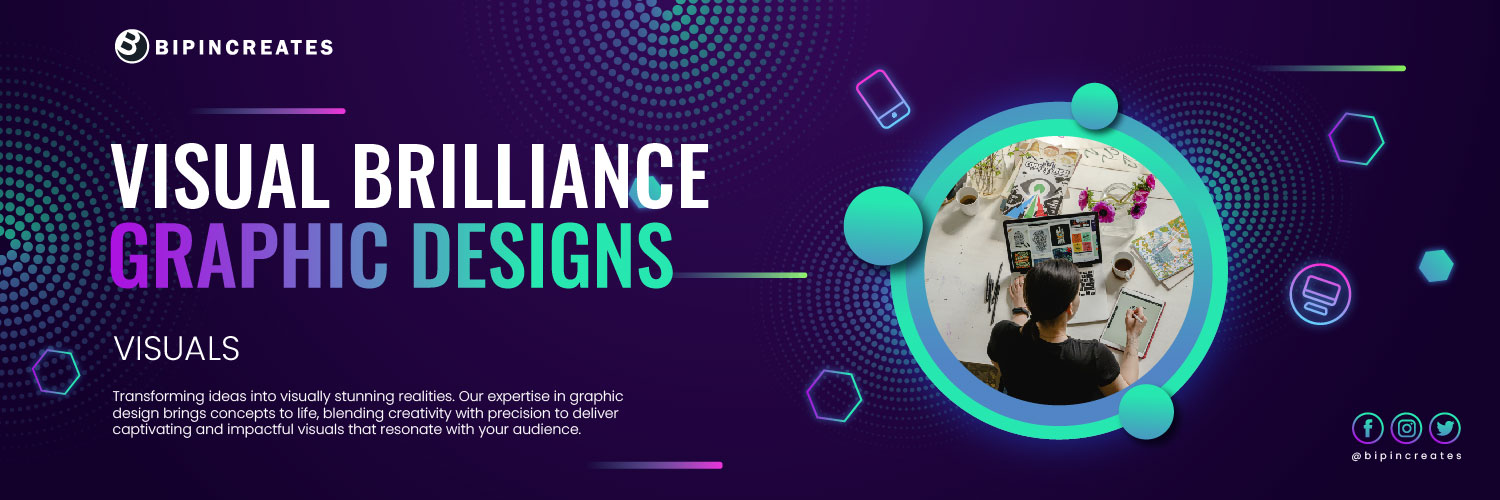 BIPINCREATES
VISUAL BRILLIANCE
GRAPHIC DESIGNS
VISUALS
Transforming ideas into visually stunning realities. Our expertise in graphic
design brings concepts to life, blending creativity with precision to deliver
captivating and impactful visuals that resonate with your audience.
@bipincreates